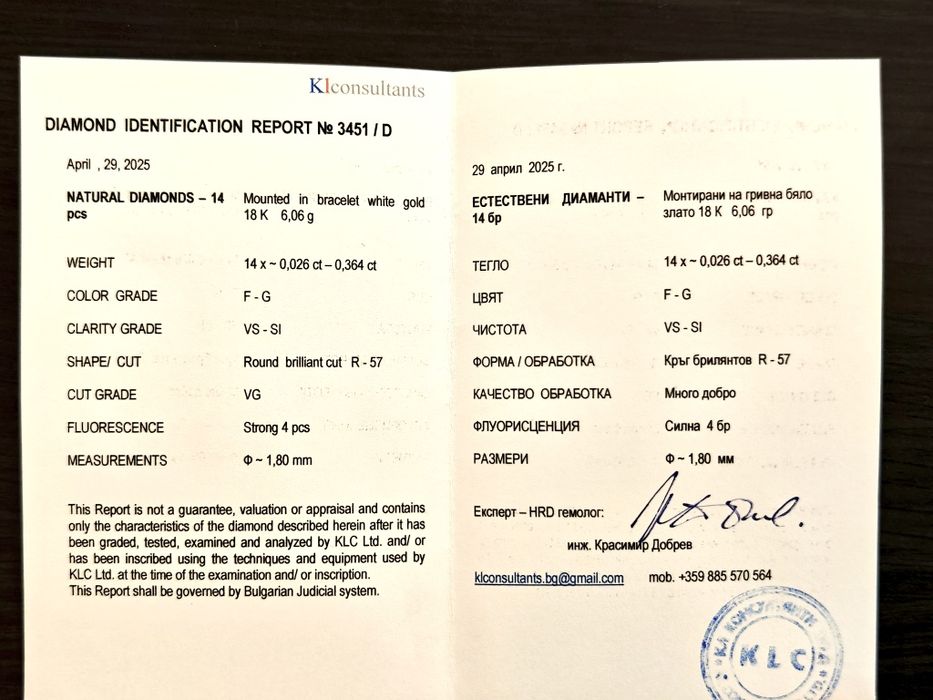 Klconsultants
DIAMOND IDENTIFICATION REPORT № 3451 / D
April , 29, 2025
NATURAL DIAMONDS – 14 pcs
Mounted in bracelet white gold
18 K 6,06 g
WEIGHT 14 x ~ 0,026 ct – 0,364 ct
COLOR GRADE F - G
CLARITY GRADE VS - SI
SHAPE/ CUT Round brilliant cut R - 57
CUT GRADE VG
FLUORESCENCE Strong 4 pcs
MEASUREMENTS Φ ~ 1,80 mm
This Report is not a guarantee, valuation or appraisal and contains
only the characteristics of the diamond described herein after it has
been graded, tested, examined and analyzed by KLC Ltd. and/ or
has been inscribed using the techniques and equipment used by
KLC Ltd. at the time of the examination and/ or inscription.
This Report shall be governed by Bulgarian Judicial system.
29 април 2025 г.
ЕСТЕСТВЕНИ ДИАМАНТИ –
14 бр
Монтирани на гривна бяло
злато 18 K 6,06 гр
ТЕГЛО 14 x ~ 0,026 ct – 0,364 ct
ЦВЯТ F - G
ЧИСТОТА VS - SI
ФОРМА / ОБРАБОТКА Кръг брилянтов R - 57
КАЧЕСТВО ОБРАБОТКА Много добро
ФЛУОРИСЦЕНЦИЯ Силна 4 бр
РАЗМЕРИ Φ ~ 1,80 мм
Експерт – HRD гемолог:
инж. Красимир Добрев
klconsultants.bg@gmail.com mob. +359 885 570 564
KLC